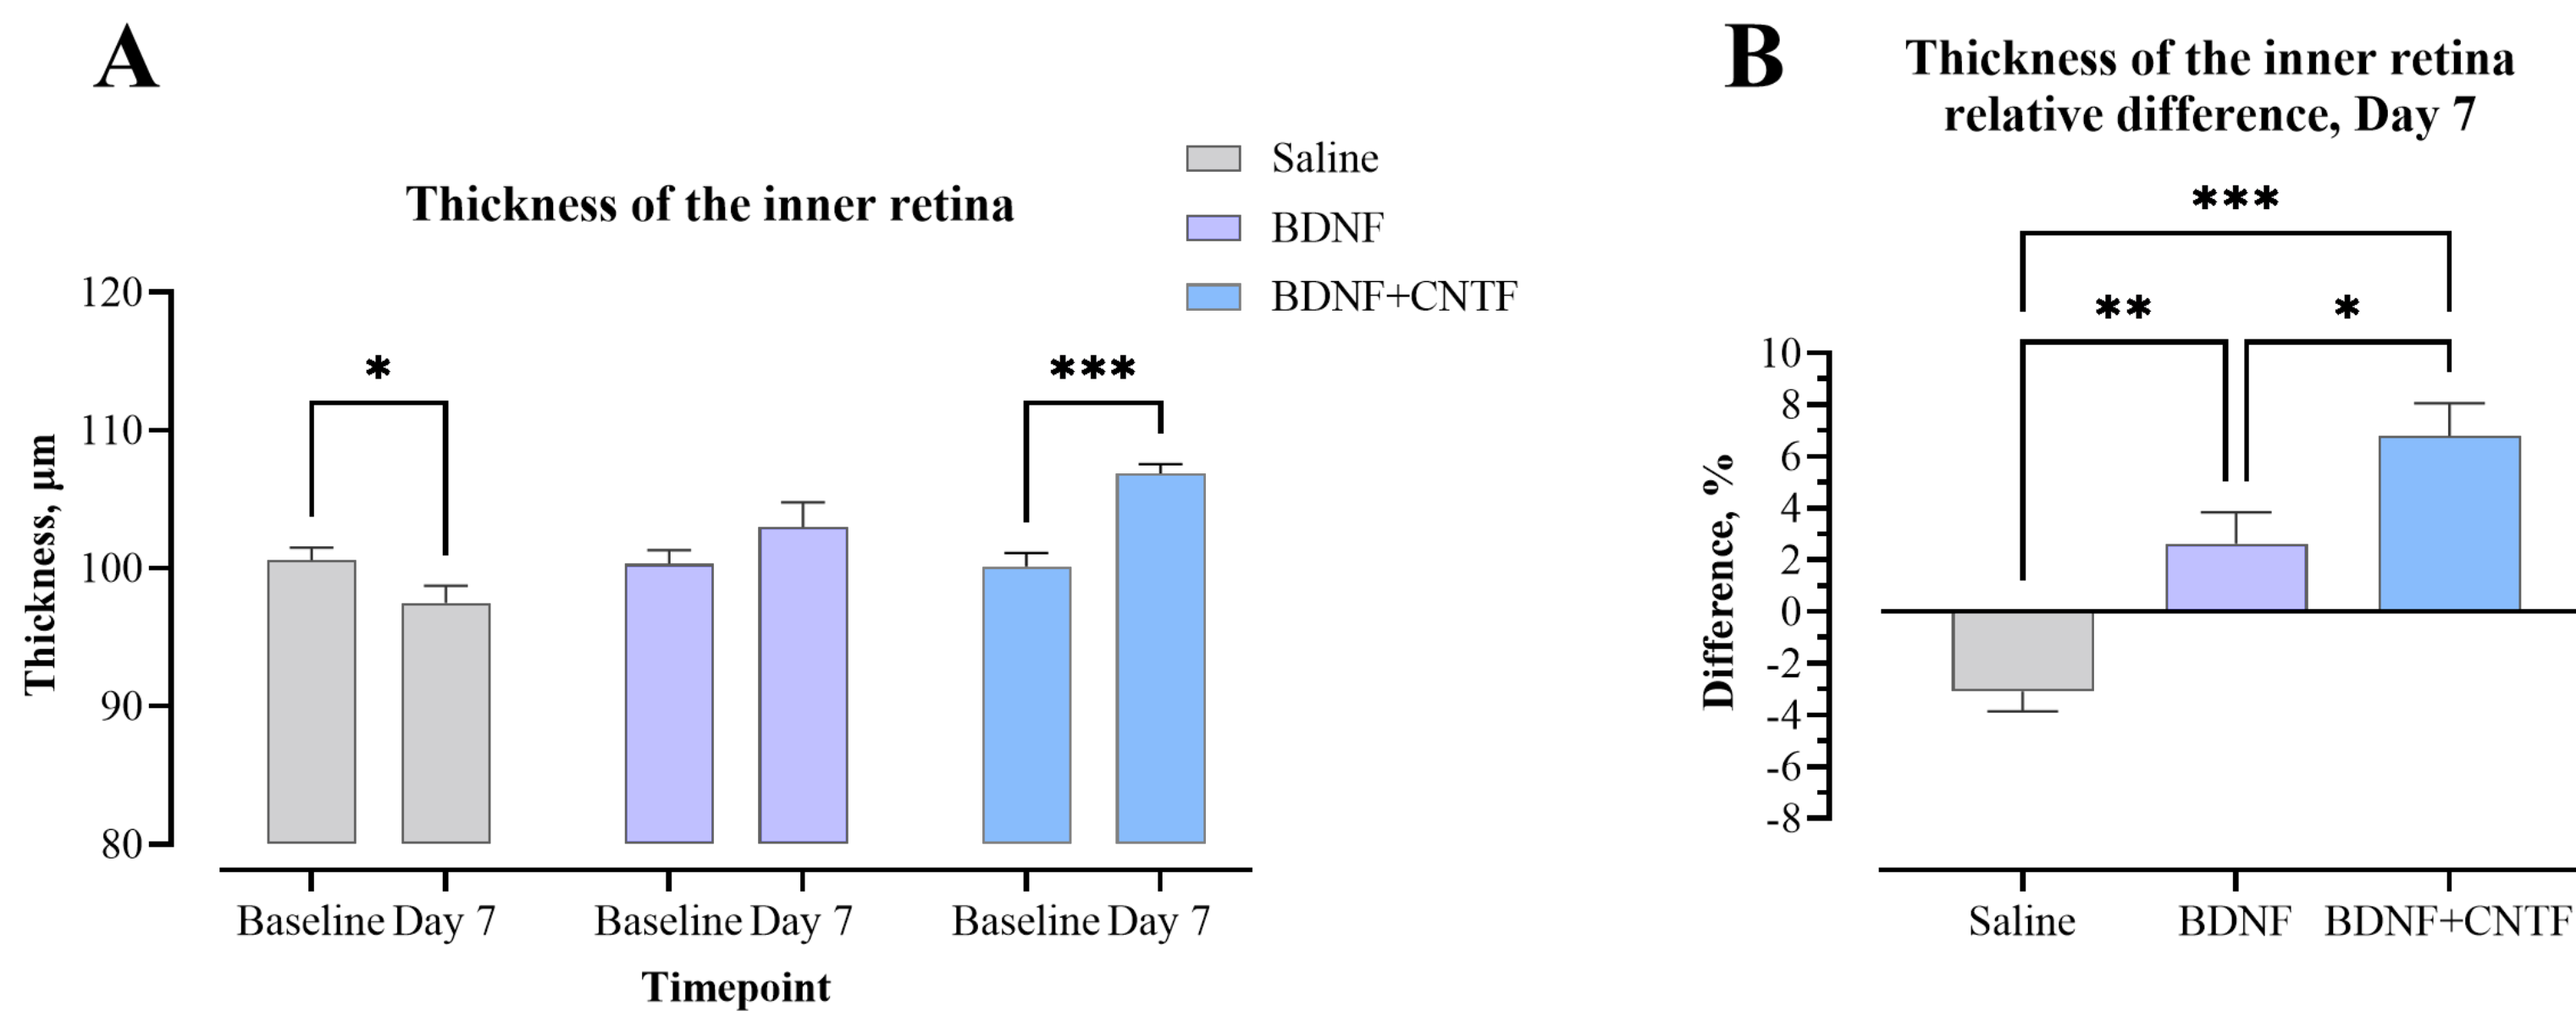 A
Thickness of the inner retina
Saline
BDNF
BDNF+CNTF
*
***
120
110
100
90
80
Thickness, µm
Baseline Day 7 Baseline Day 7 Baseline Day 7
Timepoint
B
Thickness of the inner retina
relative difference, Day 7
***
** *
10
8
6
4
2
0
-2
-4
-6
-8
Difference, %
Saline BDNF BDNF+CNTF